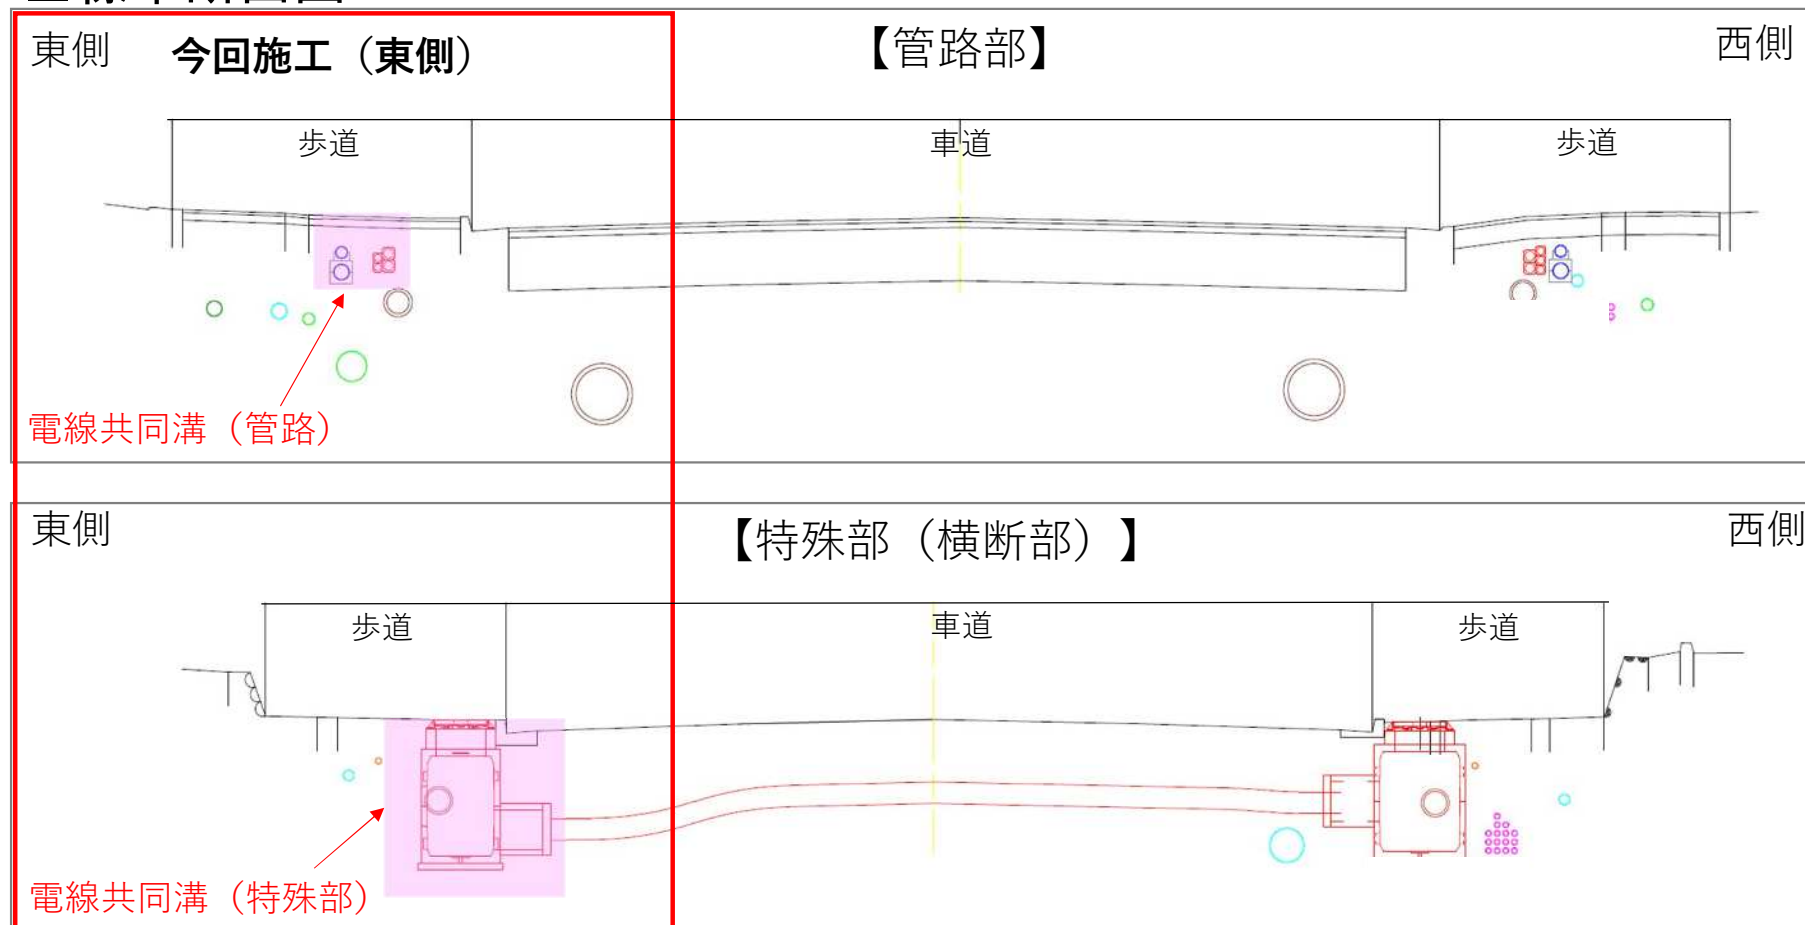 東側
今回施工（東側）
【管路部】
西側
歩道
車道
歩道
電線共同溝（管路）
東側
【特殊部（横断部）】
西側
歩道
車道
歩道
電線共同溝（特殊部）